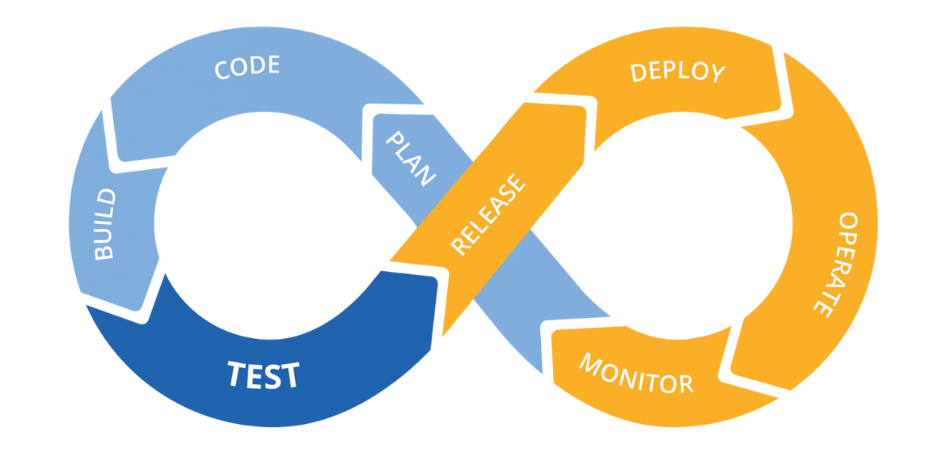 CODE
DEPLOY
PLAN
BUILD
RELEASE
OPERATE
TEST
MONITOR